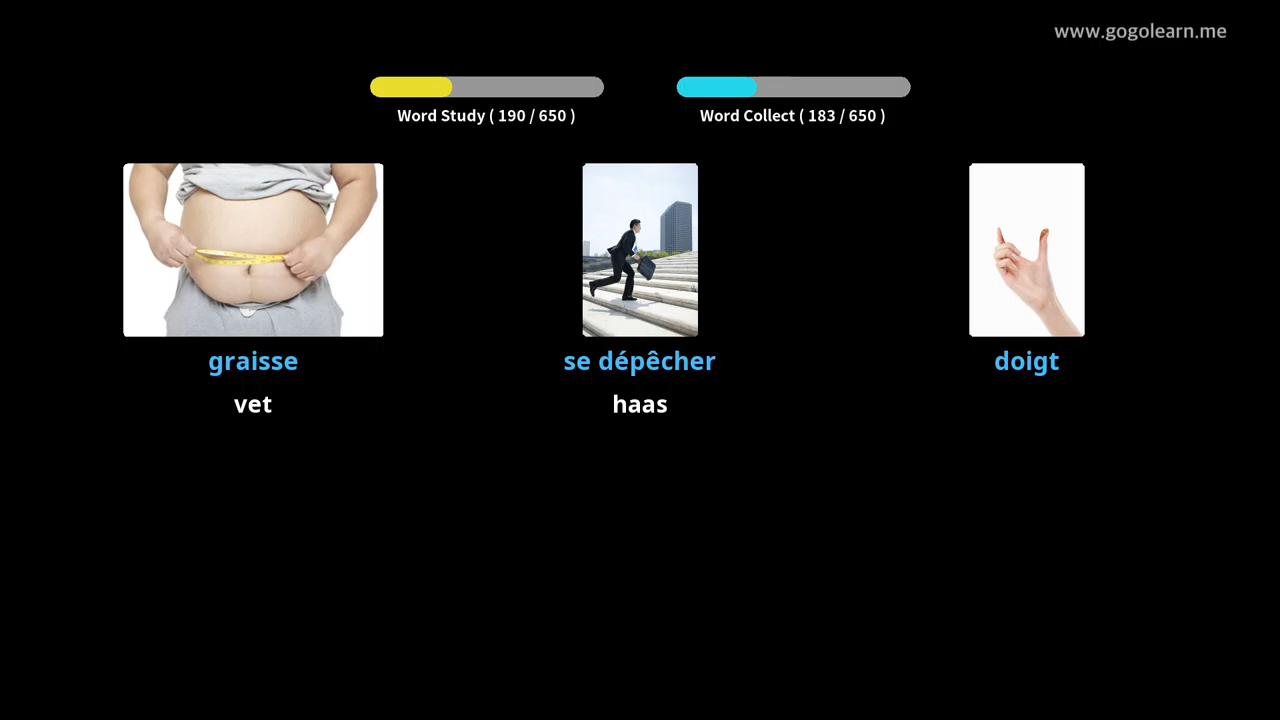 www.gogolearn.me
Word Study ( 190 / 650 )
Word Collect ( 183 / 650 )
graisse
vet
se dépêcher
haas
doigt